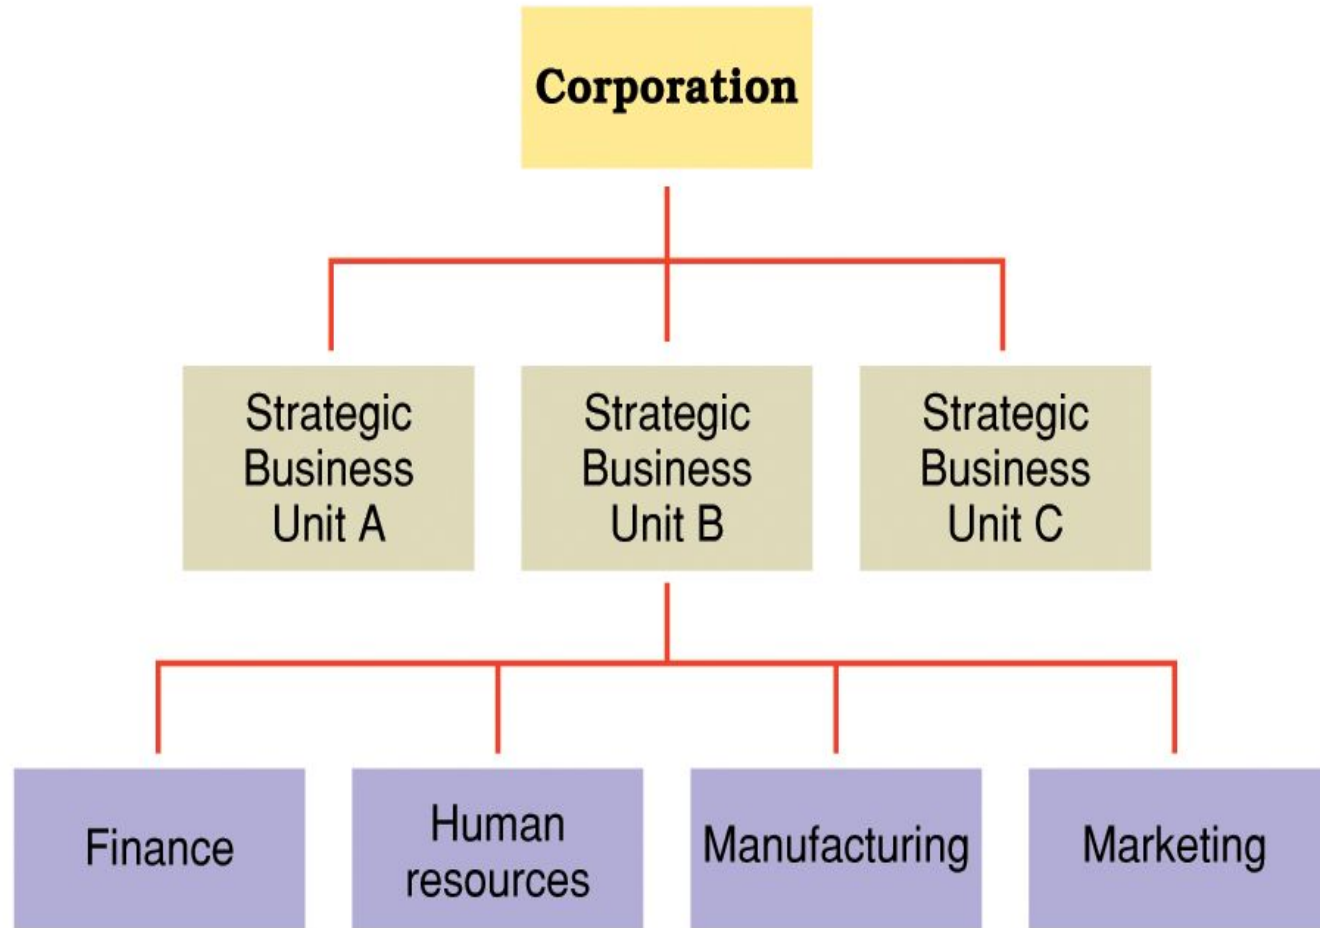 Corporation
Strategic
Business
Unit A
Strategic
Business
Unit B
Strategic
Business
Unit C
Finance
Human
resources
Manufacturing
Marketing